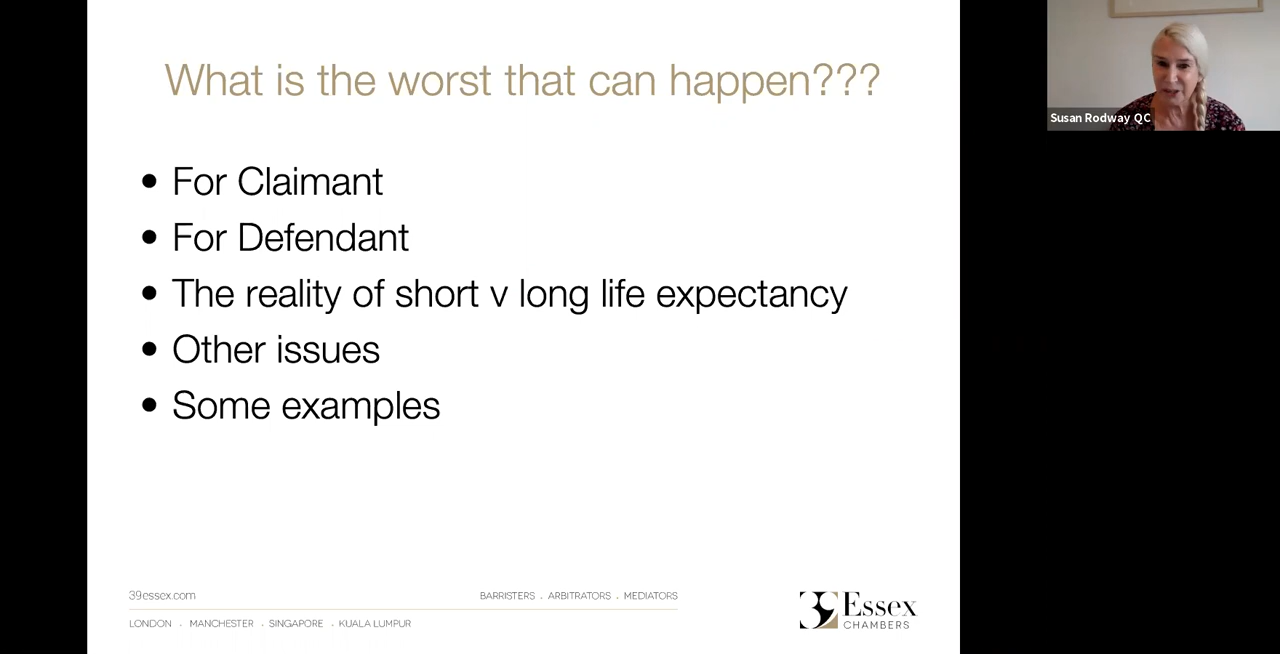 What is the worst that can happen???
Susan Rodway QC
• For Claimant
• For Defendant
• The reality of short v long life expectancy
• Other issues
• Some examples
39essex.com
BARRISTERS . ARBITRATORS . MEDIATORS
LONDON . MANCHESTER . SINGAPORE . KUALA LUMPUR
39 Essex
CHAMBERS